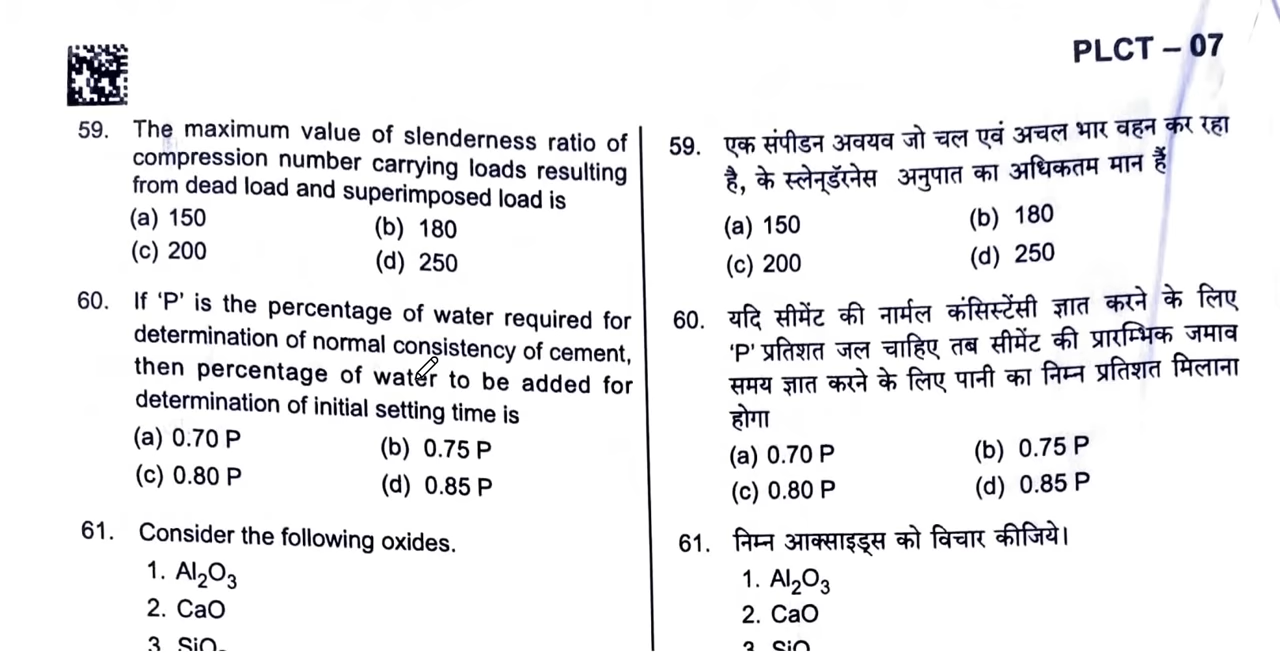 PLCT – 07
59. The maximum value of slenderness ratio of
compression number carrying loads resulting
from dead load and superimposed load is
(a) 150 (b) 180
(c) 200 (d) 250
60. If 'P' is the percentage of water required for
determination of normal consistency of cement,
then percentage of water to be added for
determination of initial setting time is
(a) 0.70 P (b) 0.75 P
(c) 0.80 P (d) 0.85 P
61. Consider the following oxides.
1. Al₂O₃
2. CaO
3. SiO₂
59. एक संपीडन अवयव जो चल एवं अचल भार वहन कर रहा
है, के स्लेन्डॅरनेस अनुपात का अधिकतम मान हैं
(a) 150 (b) 180
(c) 200 (d) 250
60. यदि सीमेंट की नार्मल कंसिस्टेंसी ज्ञात करने के लिए
'P' प्रतिशत जल चाहिए तब सीमेंट की प्रारम्भिक जमाव
समय ज्ञात करने के लिए पानी का निम्न प्रतिशत मिलाना
होगा
(a) 0.70 P (b) 0.75 P
(c) 0.80 P (d) 0.85 P
61. निम्न आक्साइड्स को विचार कीजिये।
1. Al₂O₃
2. CaO
3. SiO